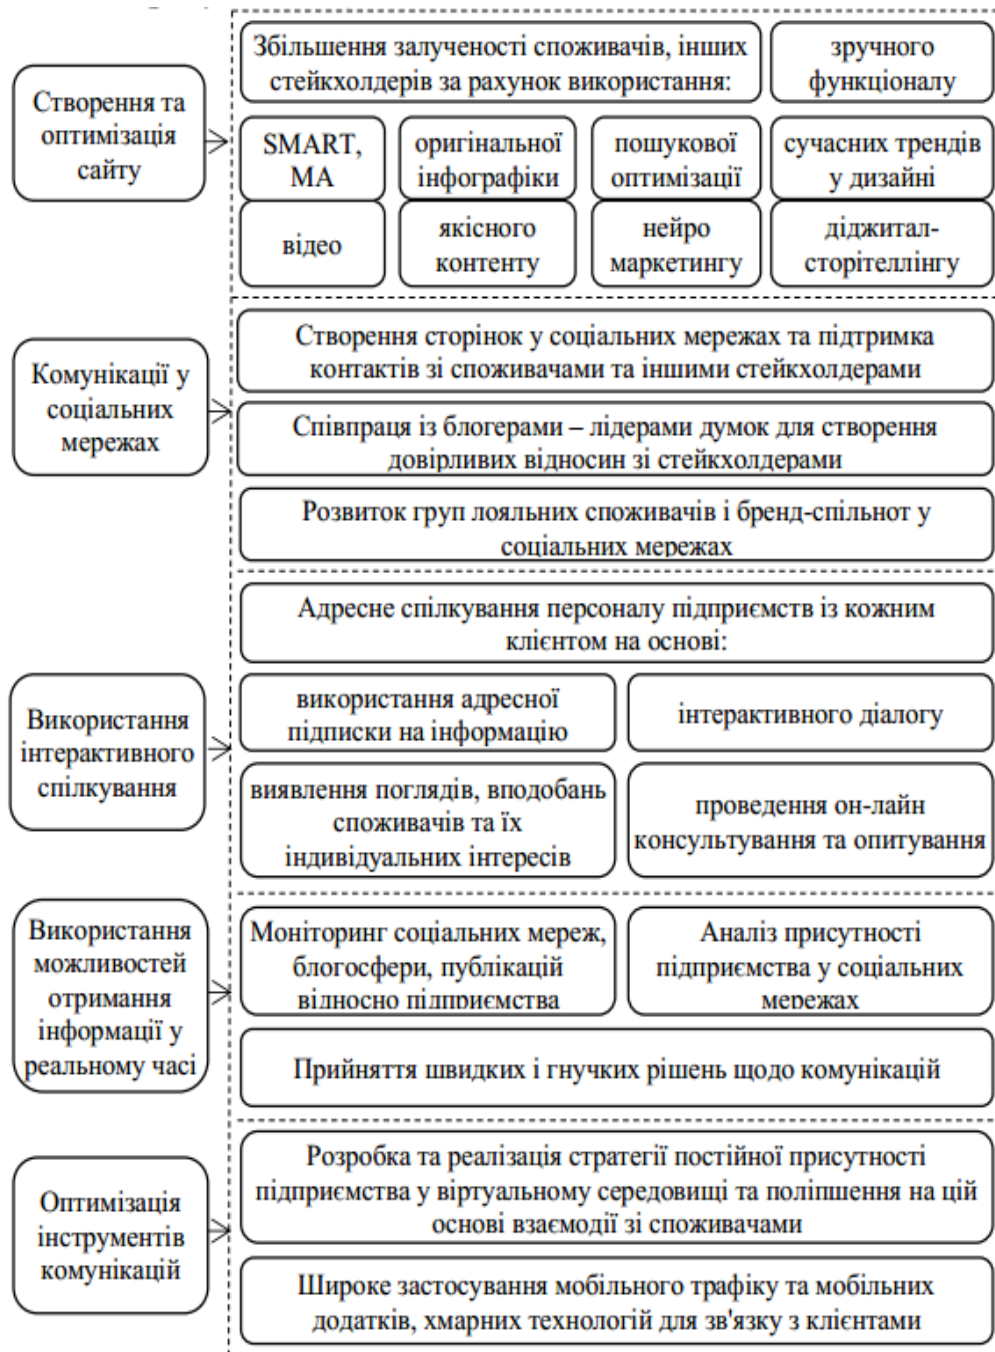 Створення та
оптимізація
сайту
Збільшення залученості споживачів, інших
стейкхолдерів за рахунок використання:
зручного
функціоналу
SMART,
МА
оригінальної
інфографіки
пошукової
оптимізації
сучасних трендів
у дизайні
відео
якісного
контенту
нейро
маркетингу
діджитал-
сторітеллінгу
Комунікації у
соціальних
мережах
Створення сторінок у соціальних мережах та підтримка
контактів зі споживачами та іншими стейкхолдерами
Співпраця із блогерами – лідерами думок для створення
довірливих відносин зі стейкхолдерами
Розвиток груп лояльних споживачів і бренд-спільнот у
соціальних мережах
Використання
інтерактивного
спілкування
Адресне спілкування персоналу підприємств із кожним
клієнтом на основі:
використання адресної
підписки на інформацію
інтерактивного діалогу
виявлення поглядів, вподобань
споживачів та їх
індивідуальних інтересів
проведення он-лайн
консультування та опитування
Використання
можливостей
отримання
інформації у
реальному часі
Моніторинг соціальних мереж,
блогосфери, публікацій
відносно підприємства
Аналіз присутності
підприємства у соціальних
мережах
Прийняття швидких і гнучких рішень щодо комунікацій
Оптимізація
інструментів
комунікацій
Розробка та реалізація стратегії постійної присутності
підприємства у віртуальному середовищі та поліпшення на цій
основі взаємодії зі споживачами
Широке застосування мобільного трафіку та мобільних
додатків, хмарних технологій для зв'язку з клієнтами